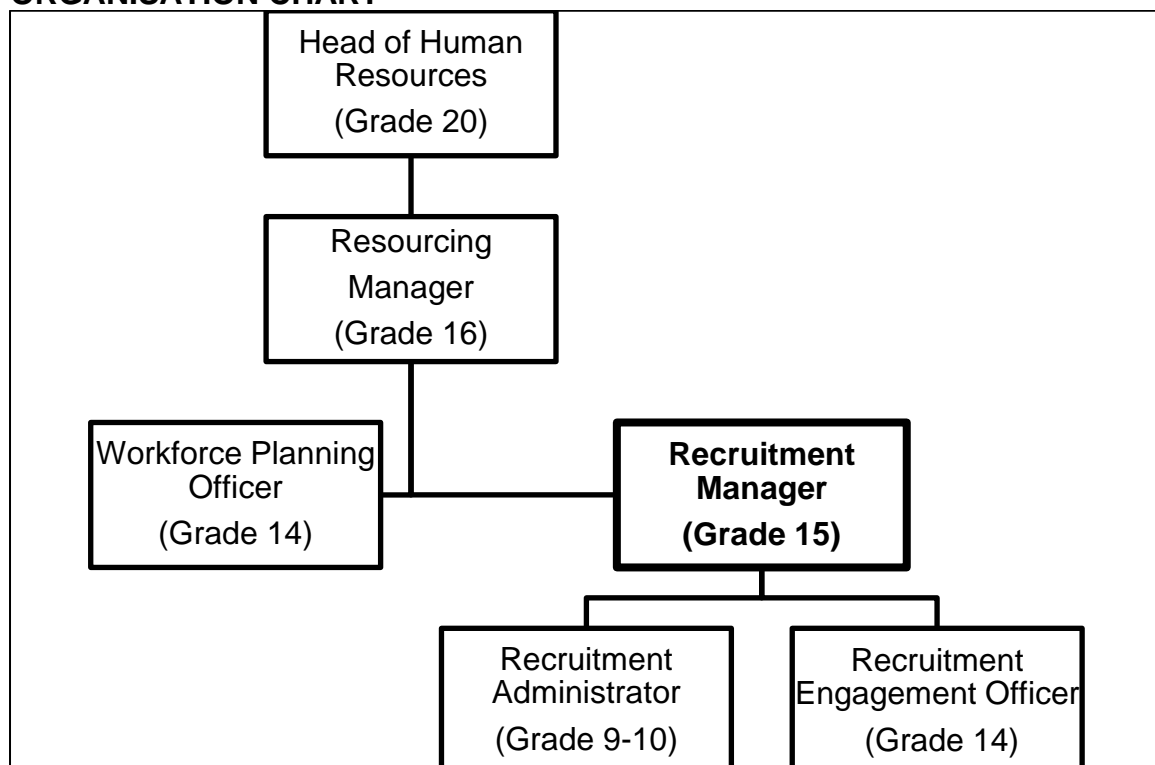 ORGANISATION CHART
Head of Human
Resources
(Grade 20)
Resourcing
Manager
(Grade 16)
Workforce Planning
Officer
(Grade 14)
Recruitment
Manager
(Grade 15)
Recruitment
Administrator
(Grade 9-10)
Recruitment
Engagement Officer
(Grade 14)